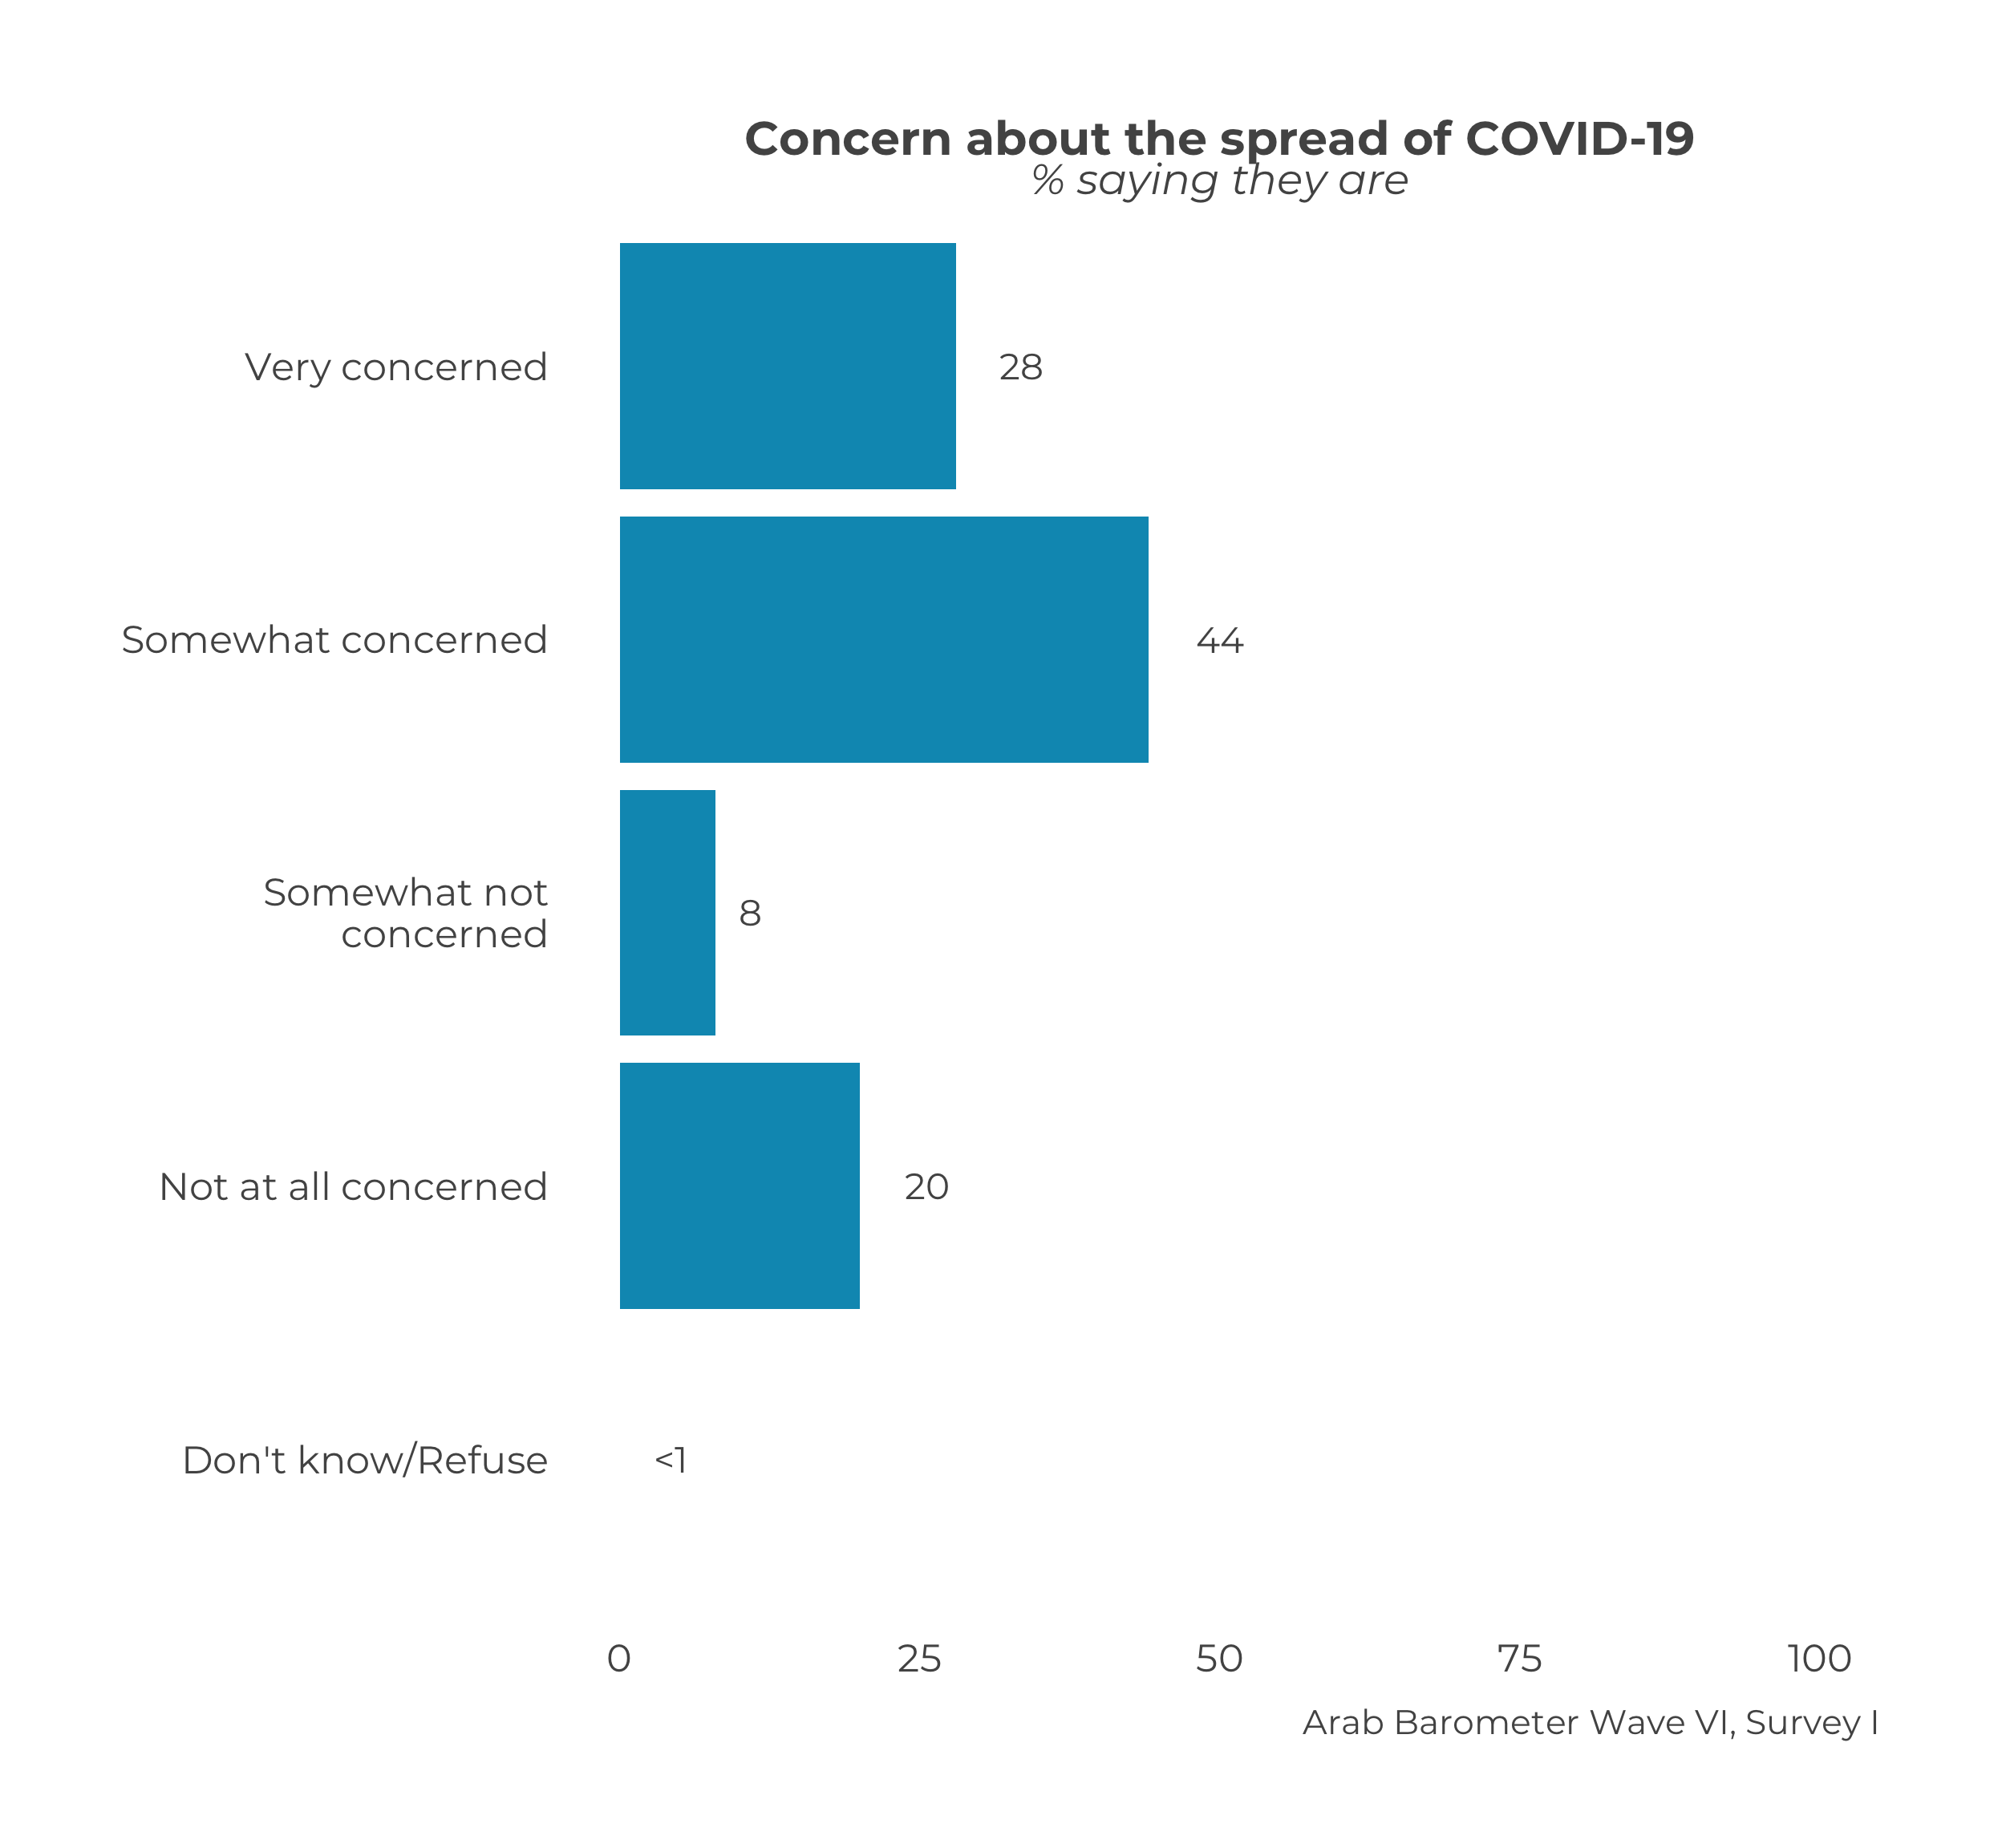 Concern about the spread of COVID-19
% saying they are
Very concerned
28
Somewhat concerned
44
Somewhat not
concerned
8
Not at all concerned
20
Don't know/Refuse
<1
0 25 50 75 100
Arab Barometer Wave VI, Survey I